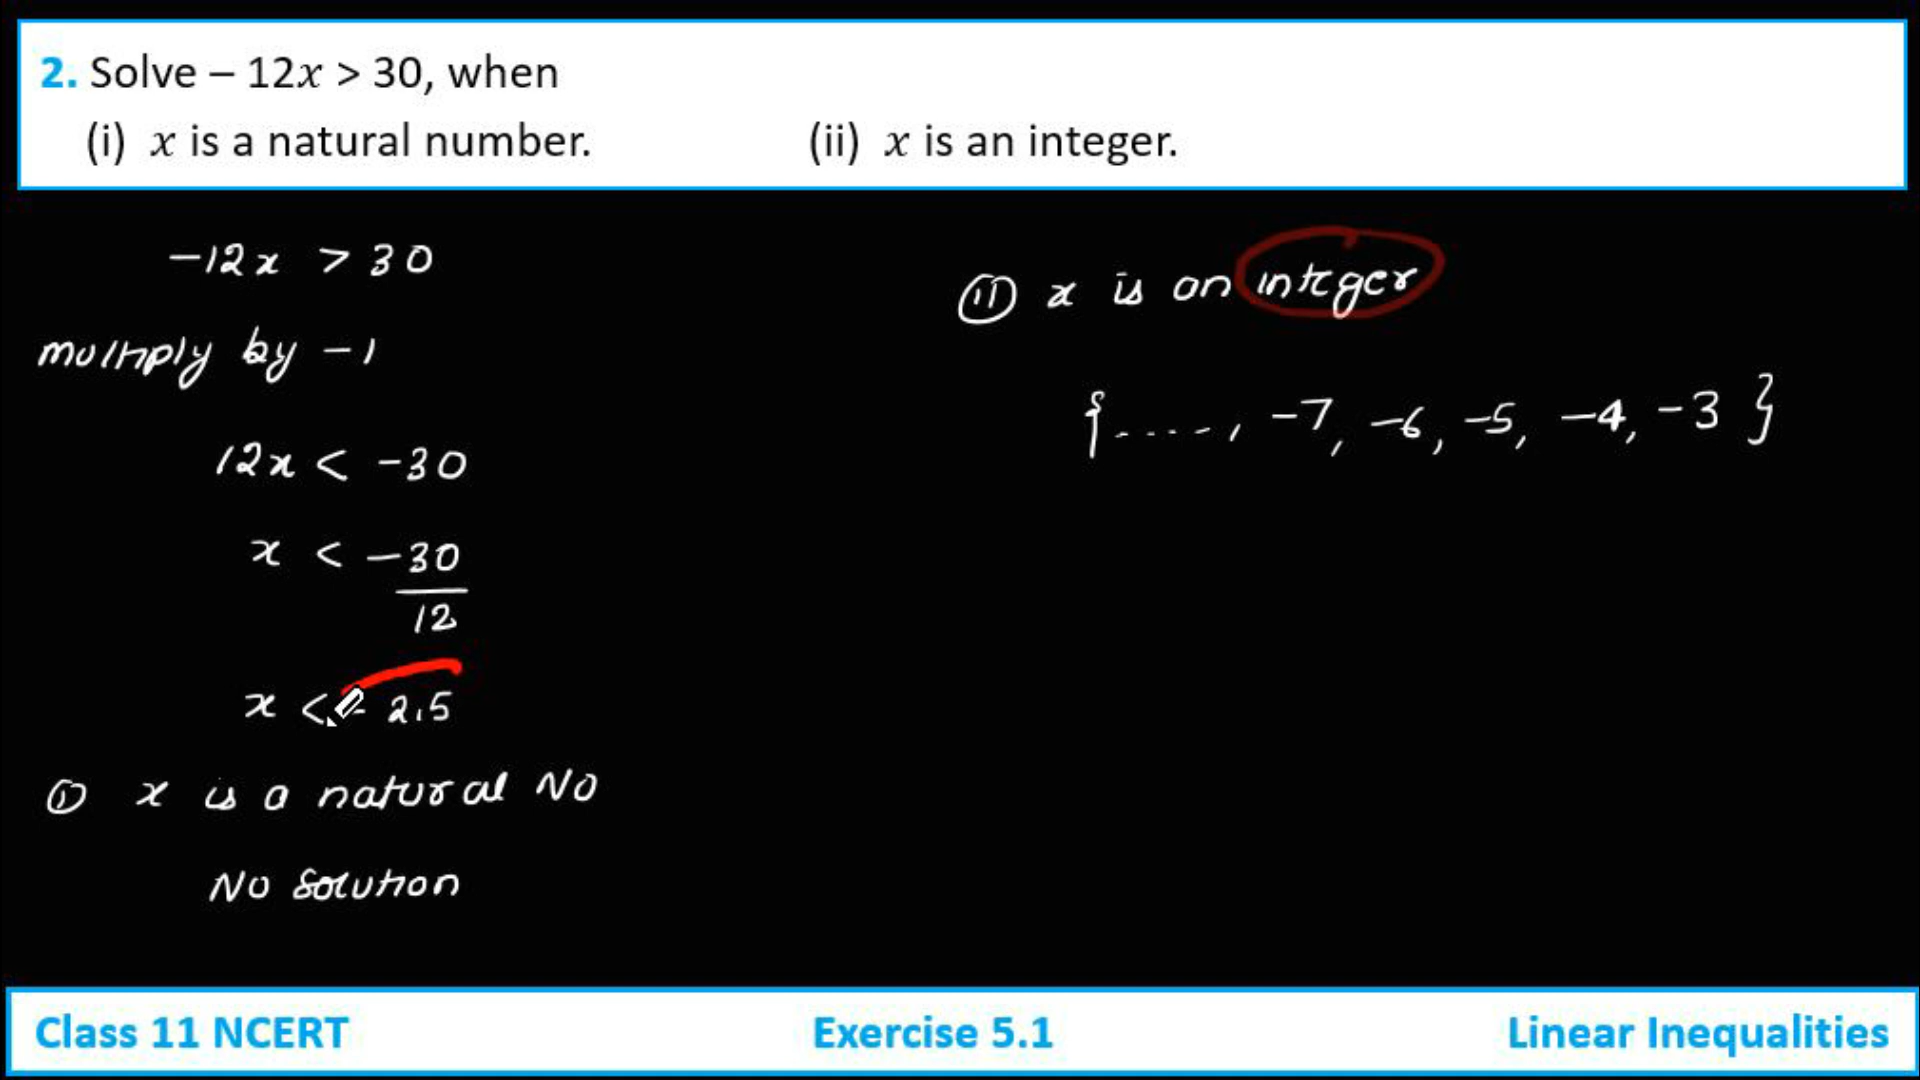 2. Solve – 12x > 30, when
(i) x is a natural number. (ii) x is an integer.
-12x > 30
multiply by -1
12x < -30
x < -30
12
x < - 2.5
(i) x is a natural No
No solution
(ii) x is an integer
{....., -7, -6, -5, -4, -3 }
Class 11 NCERT Exercise 5.1 Linear Inequalities